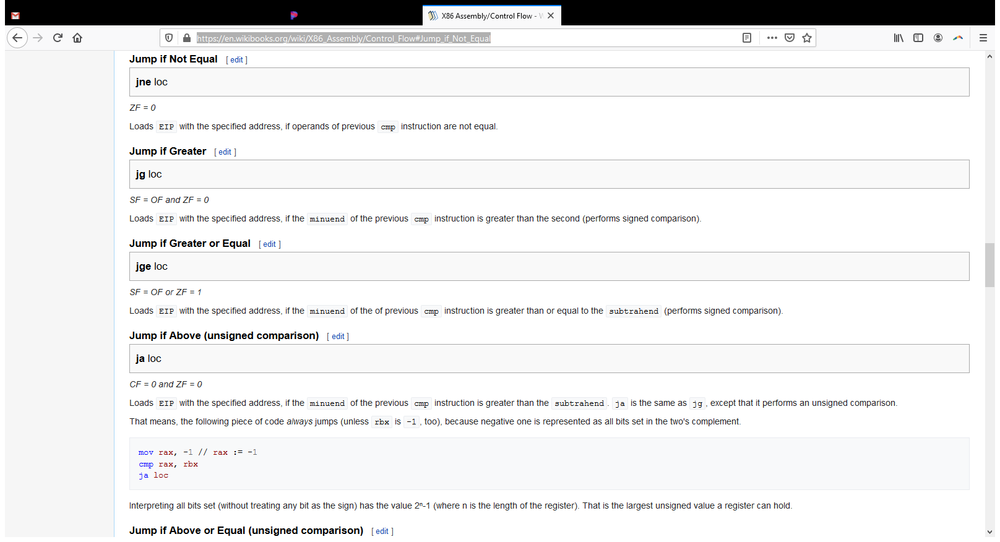 X86 Assembly/Control Flow - W
https://en.wikibooks.org/wiki/X86_Assembly/Control_Flow#Jump_if_Not_Equal
Jump if Not Equal [ edit ]
jne loc
ZF = 0
Loads EIP with the specified address, if operands of previous cmp instruction are not equal.
Jump if Greater [ edit ]
jg loc
SF = OF and ZF = 0
Loads EIP with the specified address, if the minuend of the previous cmp instruction is greater than the second (performs signed comparison).
Jump if Greater or Equal [ edit ]
jge loc
SF = OF or ZF = 1
Loads EIP with the specified address, if the minuend of the of previous cmp instruction is greater than or equal to the subtrahend (performs signed comparison).
Jump if Above (unsigned comparison) [ edit ]
ja loc
CF = 0 and ZF = 0
Loads EIP with the specified address, if the minuend of the previous cmp instruction is greater than the subtrahend. ja is the same as jg, except that it performs an unsigned comparison.
That means, the following piece of code always jumps (unless rbx is -1, too), because negative one is represented as all bits set in the two's complement.
mov rax, -1 // rax := -1
cmp rax, rbx
ja loc
Interpreting all bits set (without treating any bit as the sign) has the value 2ⁿ-1 (where n is the length of the register). That is the largest unsigned value a register can hold.
Jump if Above or Equal (unsigned comparison) [ edit ]